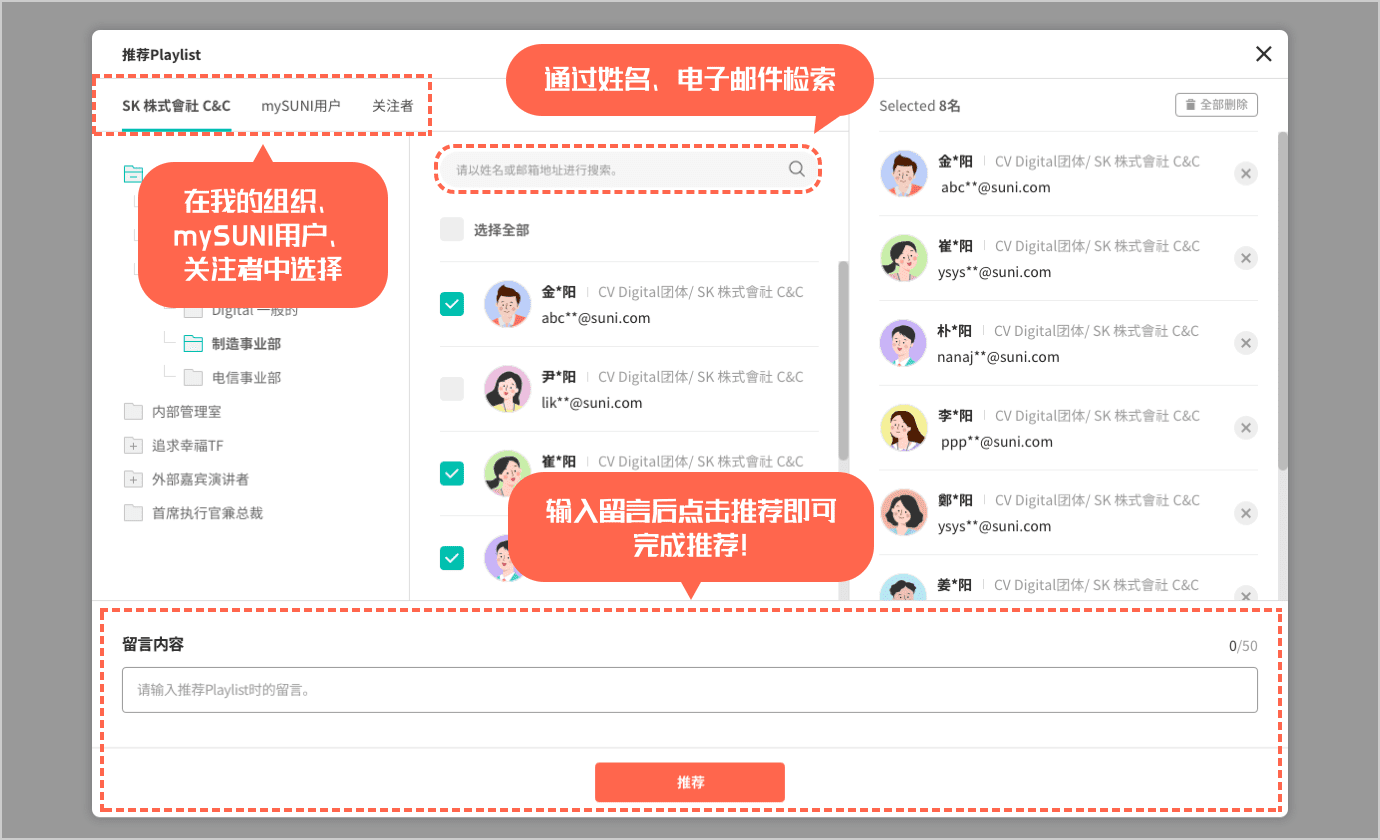 推荐Playlist
通过姓名、电子邮件检索
SK 株式會社 C&C
mySUNI用户
关注者
Selected 8名
全部删除
在我的组织、
mySUNI用户、
关注者中选择
Digital 一般的
制造事业部
电信事业部
内部管理室
追求幸福TF
外部嘉宾演讲者
首席执行官兼总裁
请以姓名或邮箱地址进行搜索。
选择全部
金*阳 CV Digital团体/ SK 株式會社 C&C
abc**@suni.com
尹*阳 CV Digital团体/ SK 株式會社 C&C
lik**@suni.com
崔*阳 CV Digital团体/ SK 株式會社 C&C
金*阳 CV Digital团体/ SK 株式會社 C&C
abc**@suni.com
崔*阳 CV Digital团体/ SK 株式會社 C&C
ysys**@suni.com
朴*阳 CV Digital团体/ SK 株式會社 C&C
nanaj**@suni.com
李*阳 CV Digital团体/ SK 株式會社 C&C
ppp**@suni.com
鄭*阳 CV Digital团体/ SK 株式會社 C&C
ysys**@suni.com
姜*阳 CV Digital团体/ SK 株式會社 C&C
输入留言后点击推荐即可
完成推荐!
留言内容
0/50
请输入推荐Playlist时的留言。
推荐